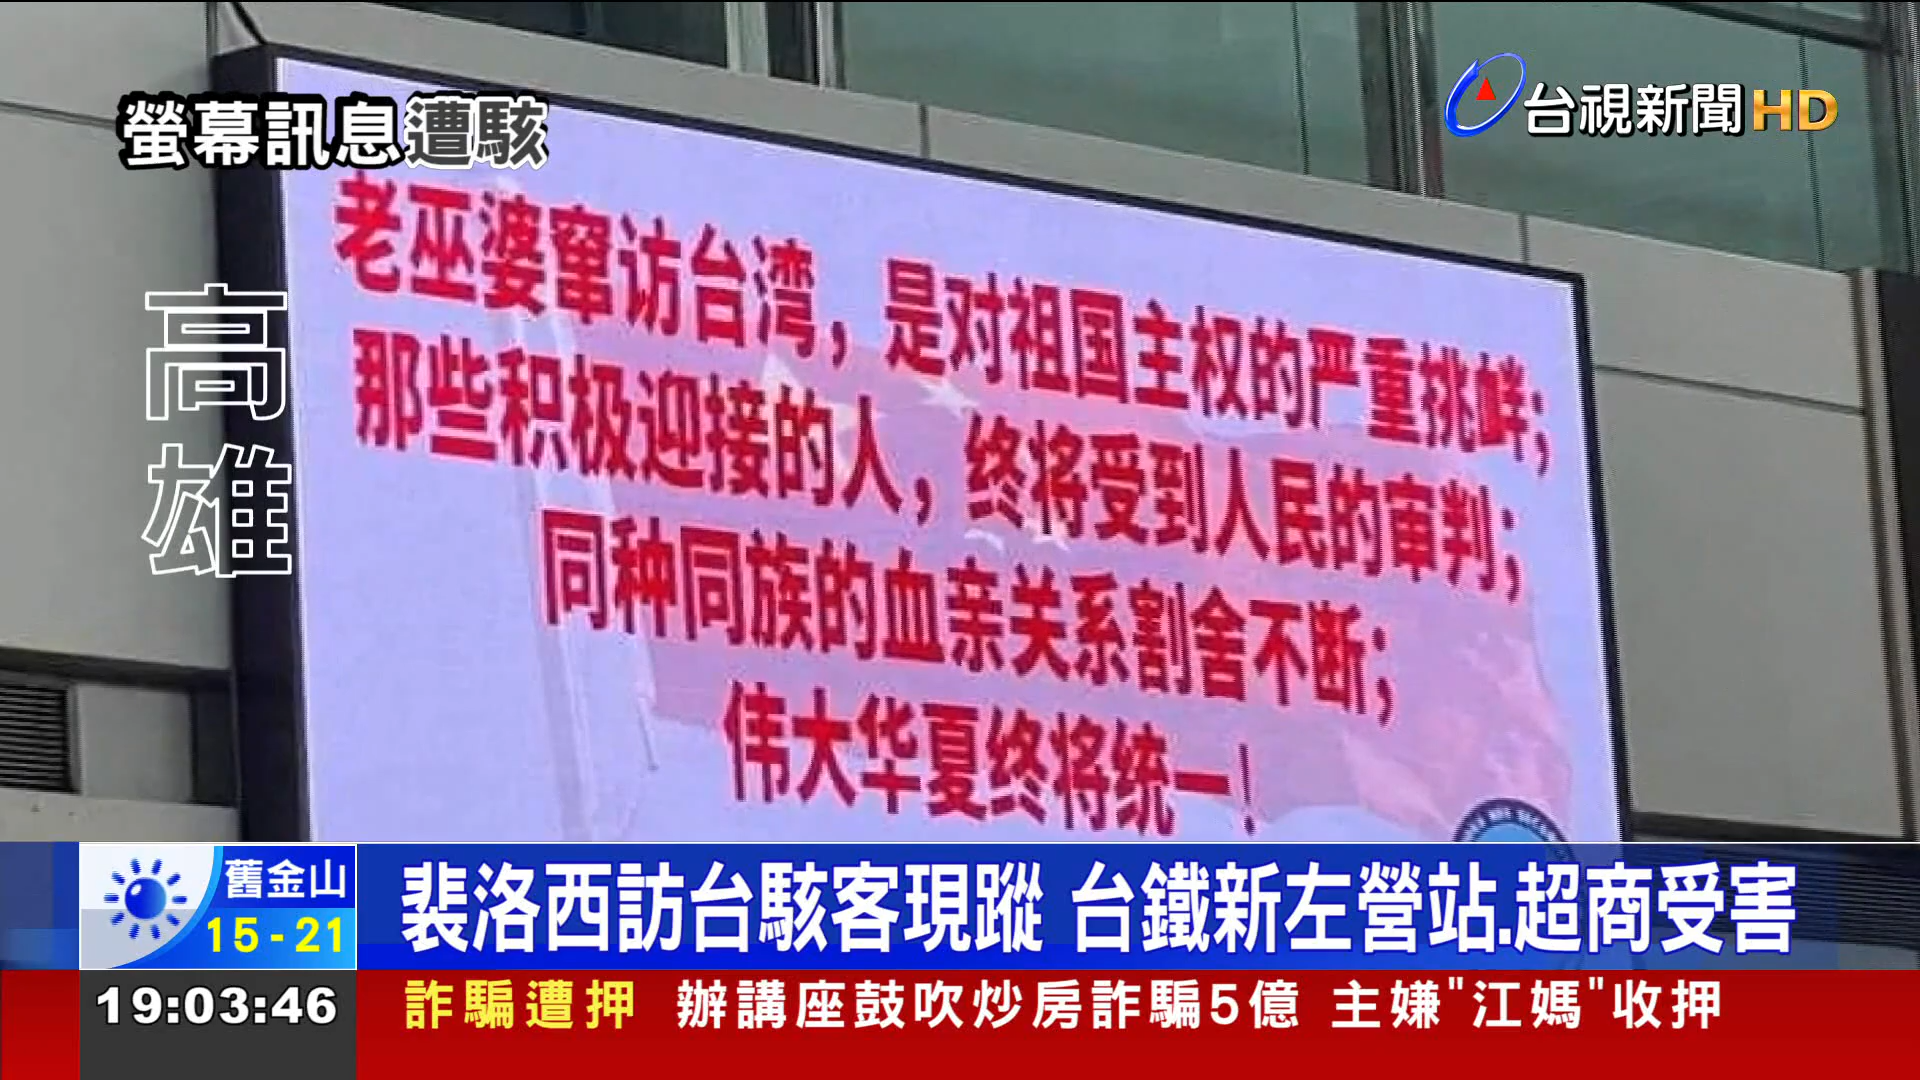 螢幕訊息遭駭
台視新聞HD
高雄
老巫婆窜访台湾，是对祖国主权的严重挑衅；
那些积极迎接的人，终将受到人民的审判；
同种同族的血亲关系割舍不断；
伟大华夏终将统一！
舊金山
15-21
裴洛西訪台駭客現蹤 台鐵新左營站.超商受害
19:03:46
詐騙遭押 辦講座鼓吹炒房詐騙5億 主嫌"江媽"收押